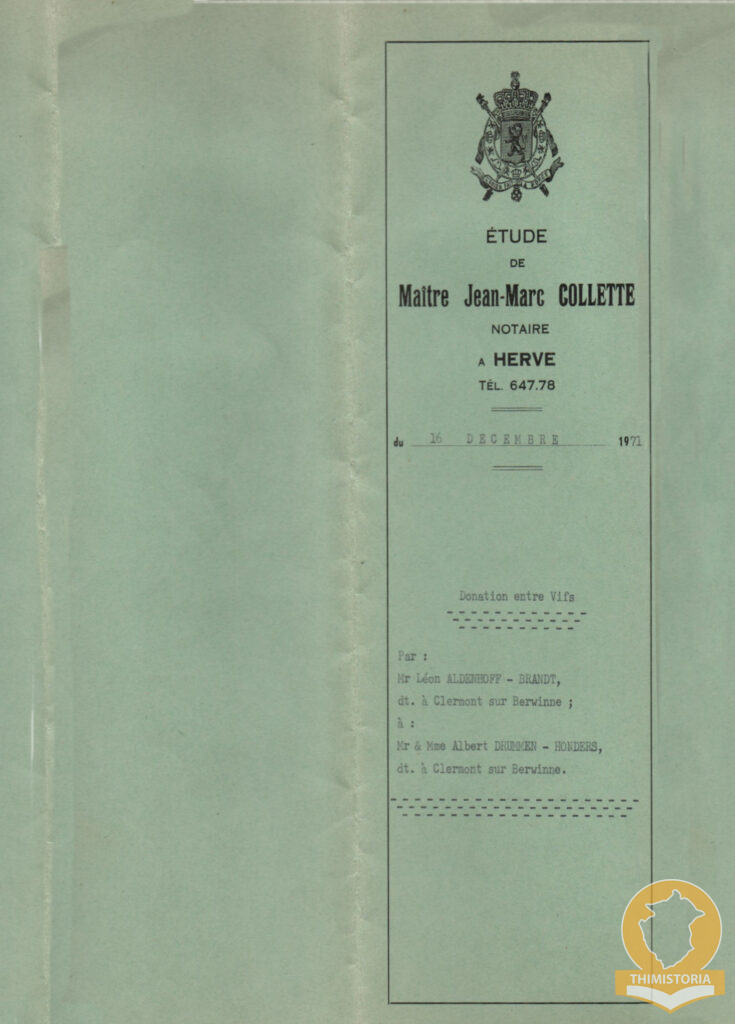 ÉTUDE
DE
Maître Jean-Marc COLLETTE
NOTAIRE
A HERVE
TÉL. 647.78
du 16 DECEMBRE 1971
Donation entre Vifs
Par :
Mr Léon ALDENHOFF - BRANDT,
dt. à Clermont sur Berwinne ;
à :
Mr & Mme Albert DRUMMEN - HONDERS,
dt. à Clermont sur Berwinne.
THIMISTORIA